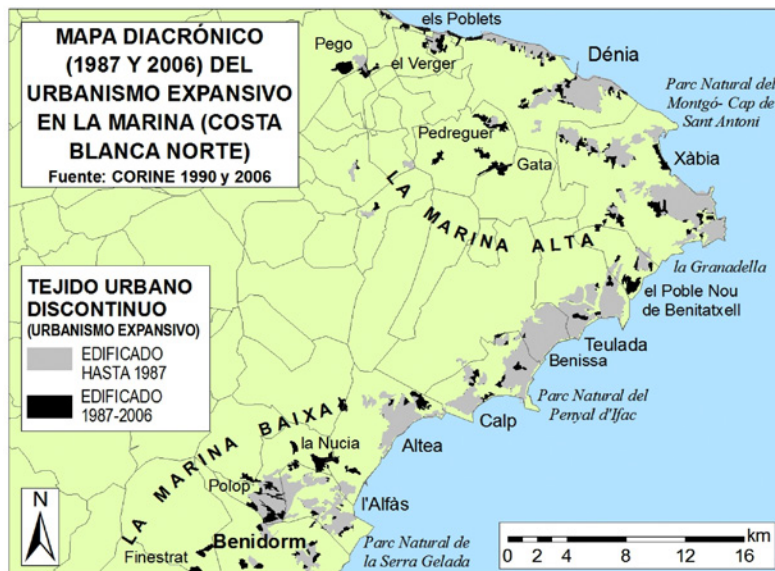 MAPA DIACRÓNICO
(1987 Y 2006) DEL
URBANISMO EXPANSIVO
EN LA MARINA (COSTA
BLANCA NORTE)
Fuente: CORINE 1990 y 2006
els Poblets
Pego
el Verger
Dénia
Parc Natural del
Montgó- Cap de
Sant Antoni
Pedreguer
Gata
Xàbia
LA MARINA ALTA
la Granadella
el Poble Nou
de Benitatxell
Teulada
Benissa
Parc Natural del
Penyal d'Ifac
Calp
TEJIDO URBANO
DISCONTINUO
(URBANISMO EXPANSIVO)
EDIFICADO
HASTA 1987
EDIFICADO
1987-2006
LA MARINA BAIXA
la Nucia
Altea
Polop
l'Alfàs
Benidorm
Finestrat
Parc Natural de
la Serra Gelada
N
km
0 2 4 8 12 16